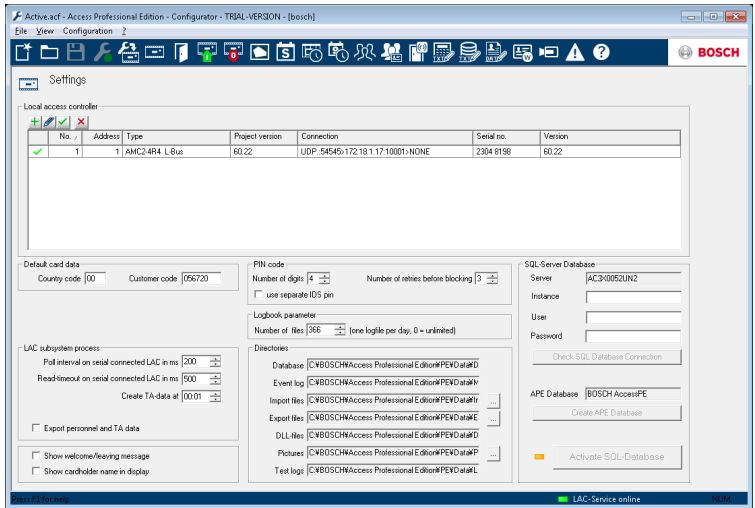 Active.acf - Access Professional Edition - Configurator - TRIAL-VERSION - [bosch]
File View Configuration ?
BOSCH
Settings
Local access controller
No. / Address Type Project version Connection Serial no. Version
1 1 AMC2-4R4 L-Bus 60.22 UDP.:54545>172.18.1.17:10001>NONE 2304 8198 60.22
Default card data
Country code 00 Customer code 056720
PIN code
Number of digits 4 Number of retries before blocking 3
use separate IDS pin
SQL-Server Database
Server AC3X0052UN2
Instance
User
Password
Check SQL Database Connection
APE Database BOSCH AccessPE
Create APE Database
Activate SQL-Database
Logbook parameter
Number of files 366 (one logfile per day, 0 = unlimited)
LAC subsystem process
Poll interval on serial connected LAC in ms 200
Read-timeout on serial connected LAC in ms 500
Create TA-data at 00:01
Export personnel and TA data
Show welcome/leaving message
Show cardholder name in display
Directories
Database C:¥BOSCH¥Access Professional Edition¥PE¥Data¥D
Event log C:¥BOSCH¥Access Professional Edition¥PE¥Data¥M
Import files C:¥BOSCH¥Access Professional Edition¥PE¥Data¥Ir ...
Export files C:¥BOSCH¥Access Professional Edition¥PE¥Data¥E ...
DLL-files C:¥BOSCH¥Access Professional Edition¥PE¥Data¥D
Pictures C:¥BOSCH¥Access Professional Edition¥PE¥Data¥P ...
Test logs C:¥BOSCH¥Access Professional Edition¥PE¥Data¥L
Press F1 for help LAC-Service online NUM